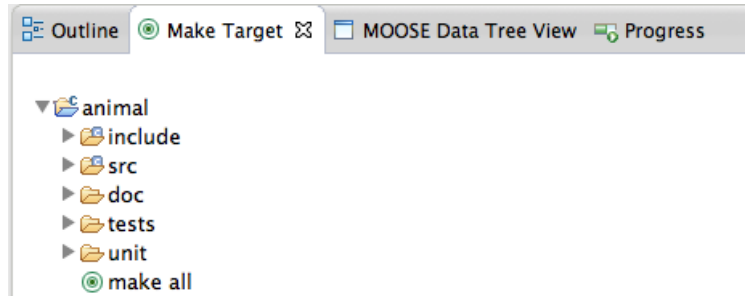 Outline Make Target MOOSE Data Tree View Progress
animal
include
src
doc
tests
unit
make all